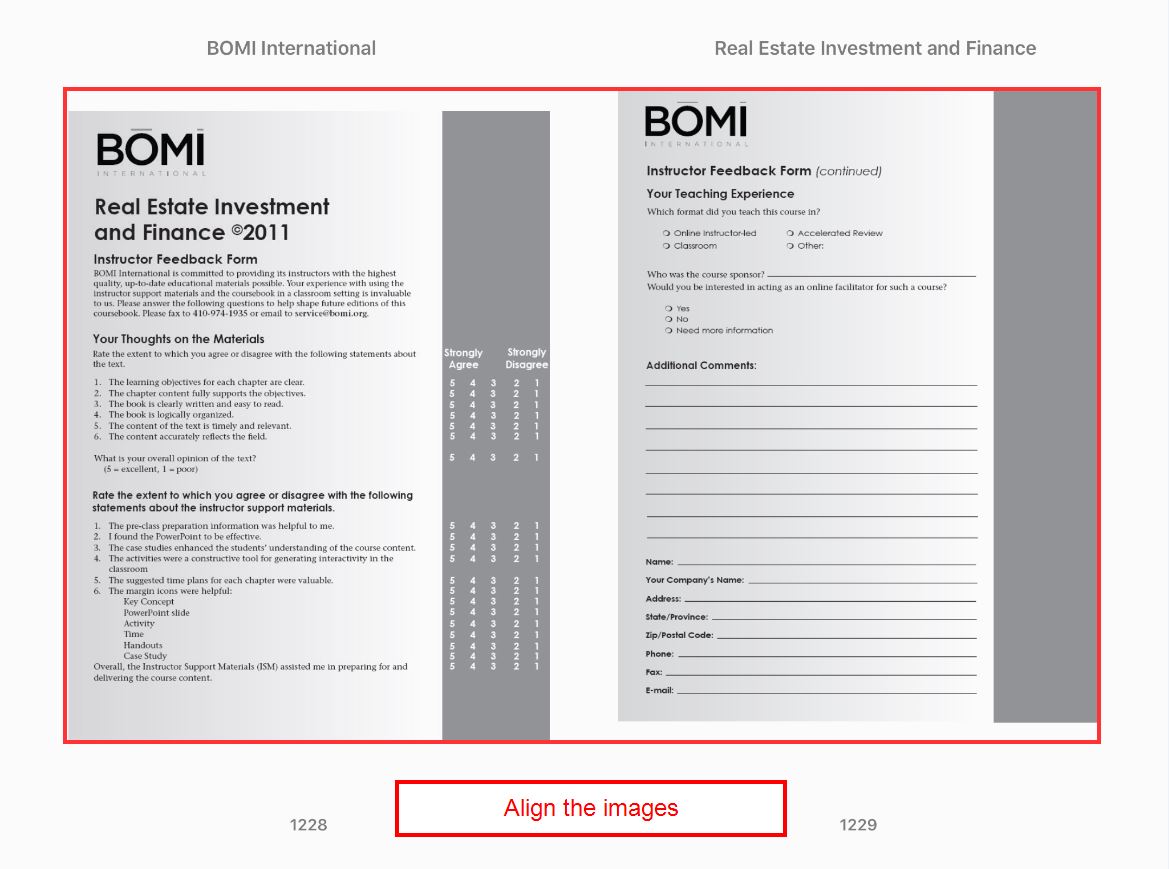 BOMI International
Real Estate Investment and Finance
BŌMI
INTERNATIONAL
Real Estate Investment
and Finance ©2011
Instructor Feedback Form
BOMI International is committed to providing its instructors with the highest
quality, up-to-date educational materials possible. Your experience with using the
instructor support materials and the coursebook in a classroom setting is invaluable
to us. Please answer the following questions to help shape future editions of this
coursebook. Please fax to 410-974-1935 or email to service@bomi.org.
Your Thoughts on the Materials
Rate the extent to which you agree or disagree with the following statements about
the text.
Strongly Strongly
Agree Disagree
1. The learning objectives for each chapter are clear. 5 4 3 2 1
2. The chapter content fully supports the objectives. 5 4 3 2 1
3. The book is clearly written and easy to read. 5 4 3 2 1
4. The book is logically organized. 5 4 3 2 1
5. The content of the text is timely and relevant. 5 4 3 2 1
6. The content accurately reflects the field. 5 4 3 2 1
What is your overall opinion of the text? 5 4 3 2 1
(5 = excellent, 1 = poor)
Rate the extent to which you agree or disagree with the following
statements about the instructor support materials.
1. The pre-class preparation information was helpful to me. 5 4 3 2 1
2. I found the PowerPoint to be effective. 5 4 3 2 1
3. The case studies enhanced the students' understanding of the course content. 5 4 3 2 1
4. The activities were a constructive tool for generating interactivity in the 5 4 3 2 1
classroom
5. The suggested time plans for each chapter were valuable. 5 4 3 2 1
6. The margin icons were helpful: 5 4 3 2 1
Key Concept 5 4 3 2 1
PowerPoint slide 5 4 3 2 1
Activity 5 4 3 2 1
Time 5 4 3 2 1
Handouts 5 4 3 2 1
Case Study 5 4 3 2 1
Overall, the Instructor Support Materials (ISM) assisted me in preparing for and 5 4 3 2 1
delivering the course content.
BŌMI
INTERNATIONAL
Instructor Feedback Form (continued)
Your Teaching Experience
Which format did you teach this course in?
Online Instructor-led Accelerated Review
Classroom Other:
Who was the course sponsor?
Would you be interested in acting as an online facilitator for such a course?
Yes
No
Need more information
Additional Comments:
Name:
Your Company's Name:
Address:
State/Province:
Zip/Postal Code:
Phone:
Fax:
E-mail:
Align the images
1228
1229